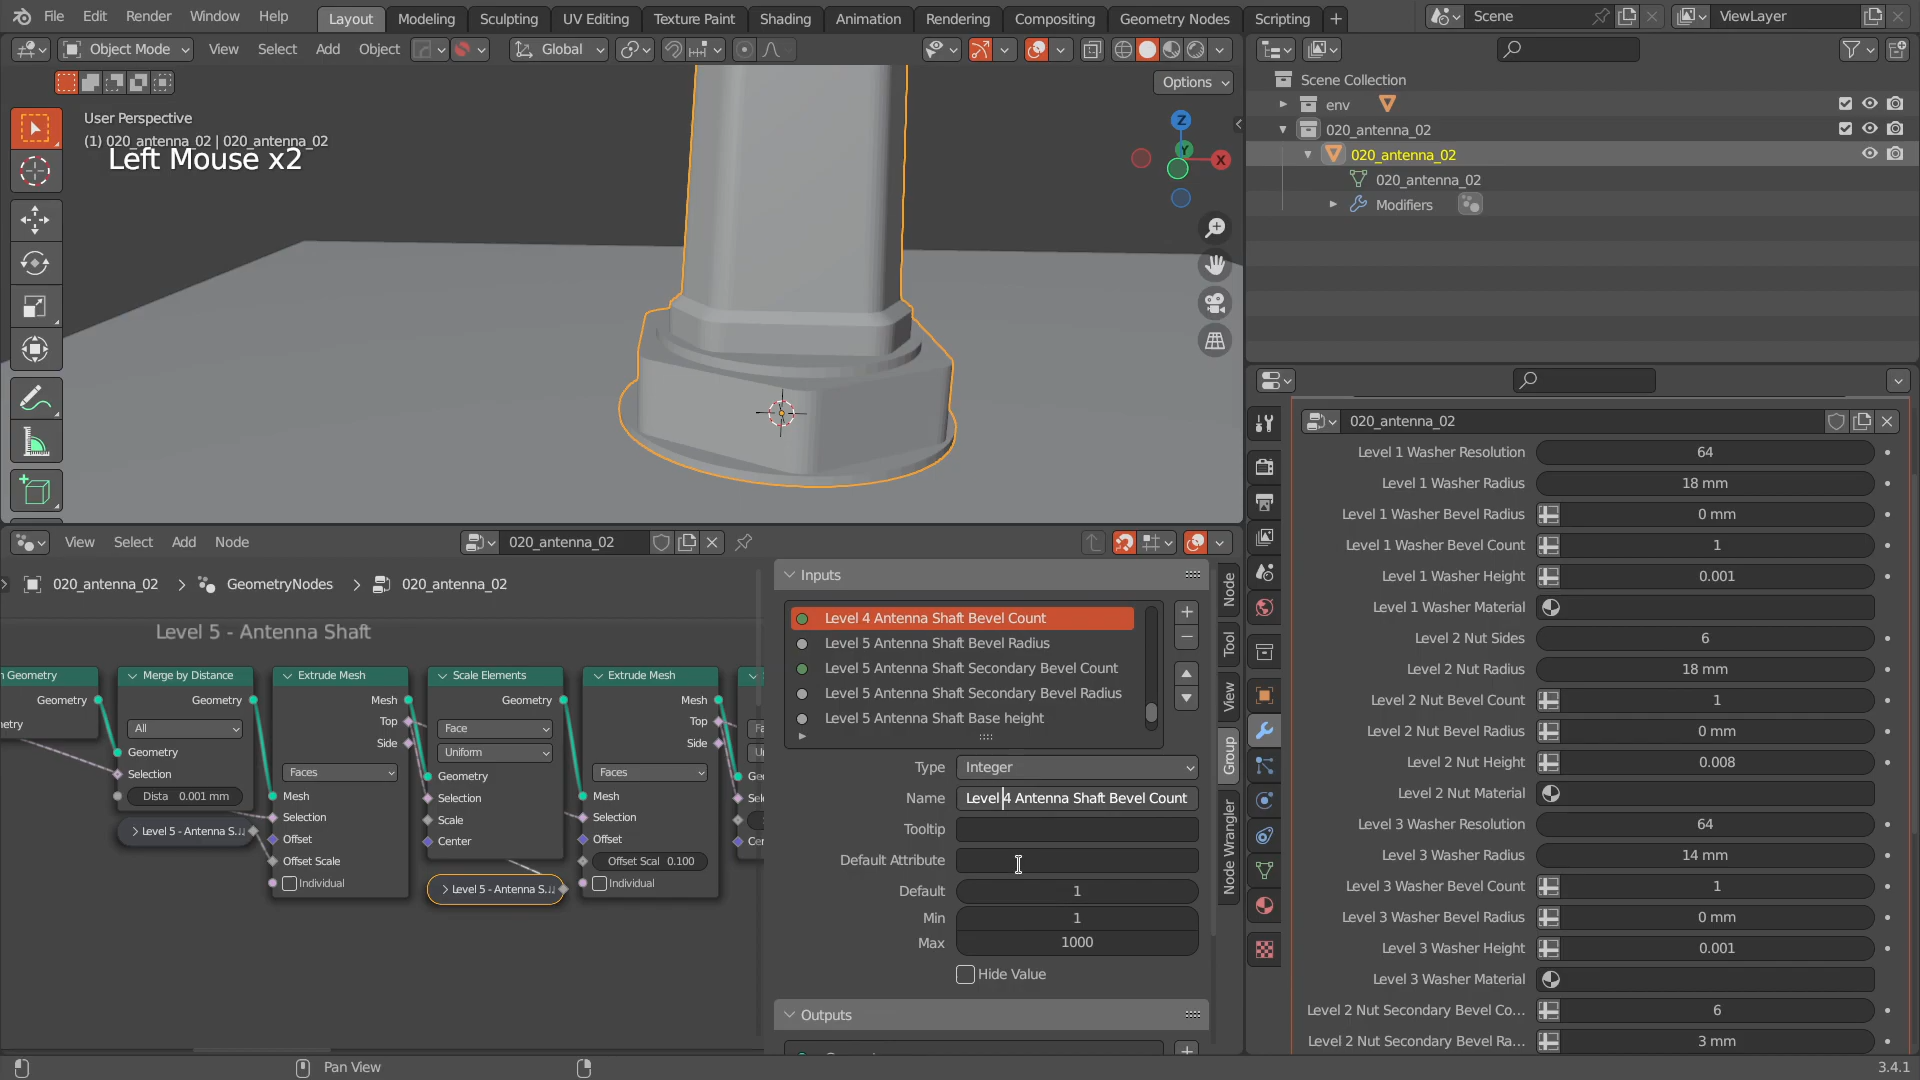 File Edit Render Window Help Layout Modeling Sculpting UV Editing Texture Paint Shading Animation Rendering Compositing Geometry Nodes Scripting + Scene ViewLayer
Object Mode View Select Add Object Global
Options
User Perspective
(1) 020_antenna_02 | 020_antenna_02
Left Mouse x2
Z
Y
X
Scene Collection
env
020_antenna_02
020_antenna_02
020_antenna_02
Modifiers
View Select Add Node 020_antenna_02
020_antenna_02 > GeometryNodes > 020_antenna_02
Level 5 - Antenna Shaft
Geometry
Merge by Distance
Geometry
All
Geometry
Selection
Dista 0.001 mm
Level 5 - Antenna S..
Extrude Mesh
Mesh
Top
Side
Faces
Mesh
Selection
Offset
Offset Scale
Individual
Scale Elements
Geometry
Face
Uniform
Geometry
Selection
Scale
Center
Level 5 - Antenna S..
Extrude Mesh
Mesh
Top
Side
Faces
Mesh
Selection
Offset
Offset Scal 0.100
Individual
Inputs
Level 4 Antenna Shaft Bevel Count
Level 5 Antenna Shaft Bevel Radius
Level 5 Antenna Shaft Secondary Bevel Count
Level 5 Antenna Shaft Secondary Bevel Radius
Level 5 Antenna Shaft Base height
Type Integer
Name Level 4 Antenna Shaft Bevel Count
Tooltip
Default Attribute
Default 1
Min 1
Max 1000
Hide Value
Outputs
Node
Tool
View
Group
Node Wrangler
020_antenna_02
Level 1 Washer Resolution 64
Level 1 Washer Radius 18 mm
Level 1 Washer Bevel Radius 0 mm
Level 1 Washer Bevel Count 1
Level 1 Washer Height 0.001
Level 1 Washer Material
Level 2 Nut Sides 6
Level 2 Nut Radius 18 mm
Level 2 Nut Bevel Count 1
Level 2 Nut Bevel Radius 0 mm
Level 2 Nut Height 0.008
Level 2 Nut Material
Level 3 Washer Resolution 64
Level 3 Washer Radius 14 mm
Level 3 Washer Bevel Count 1
Level 3 Washer Bevel Radius 0 mm
Level 3 Washer Height 0.001
Level 3 Washer Material
Level 2 Nut Secondary Bevel Co... 6
Level 2 Nut Secondary Bevel Ra... 3 mm
Pan View
3.4.1